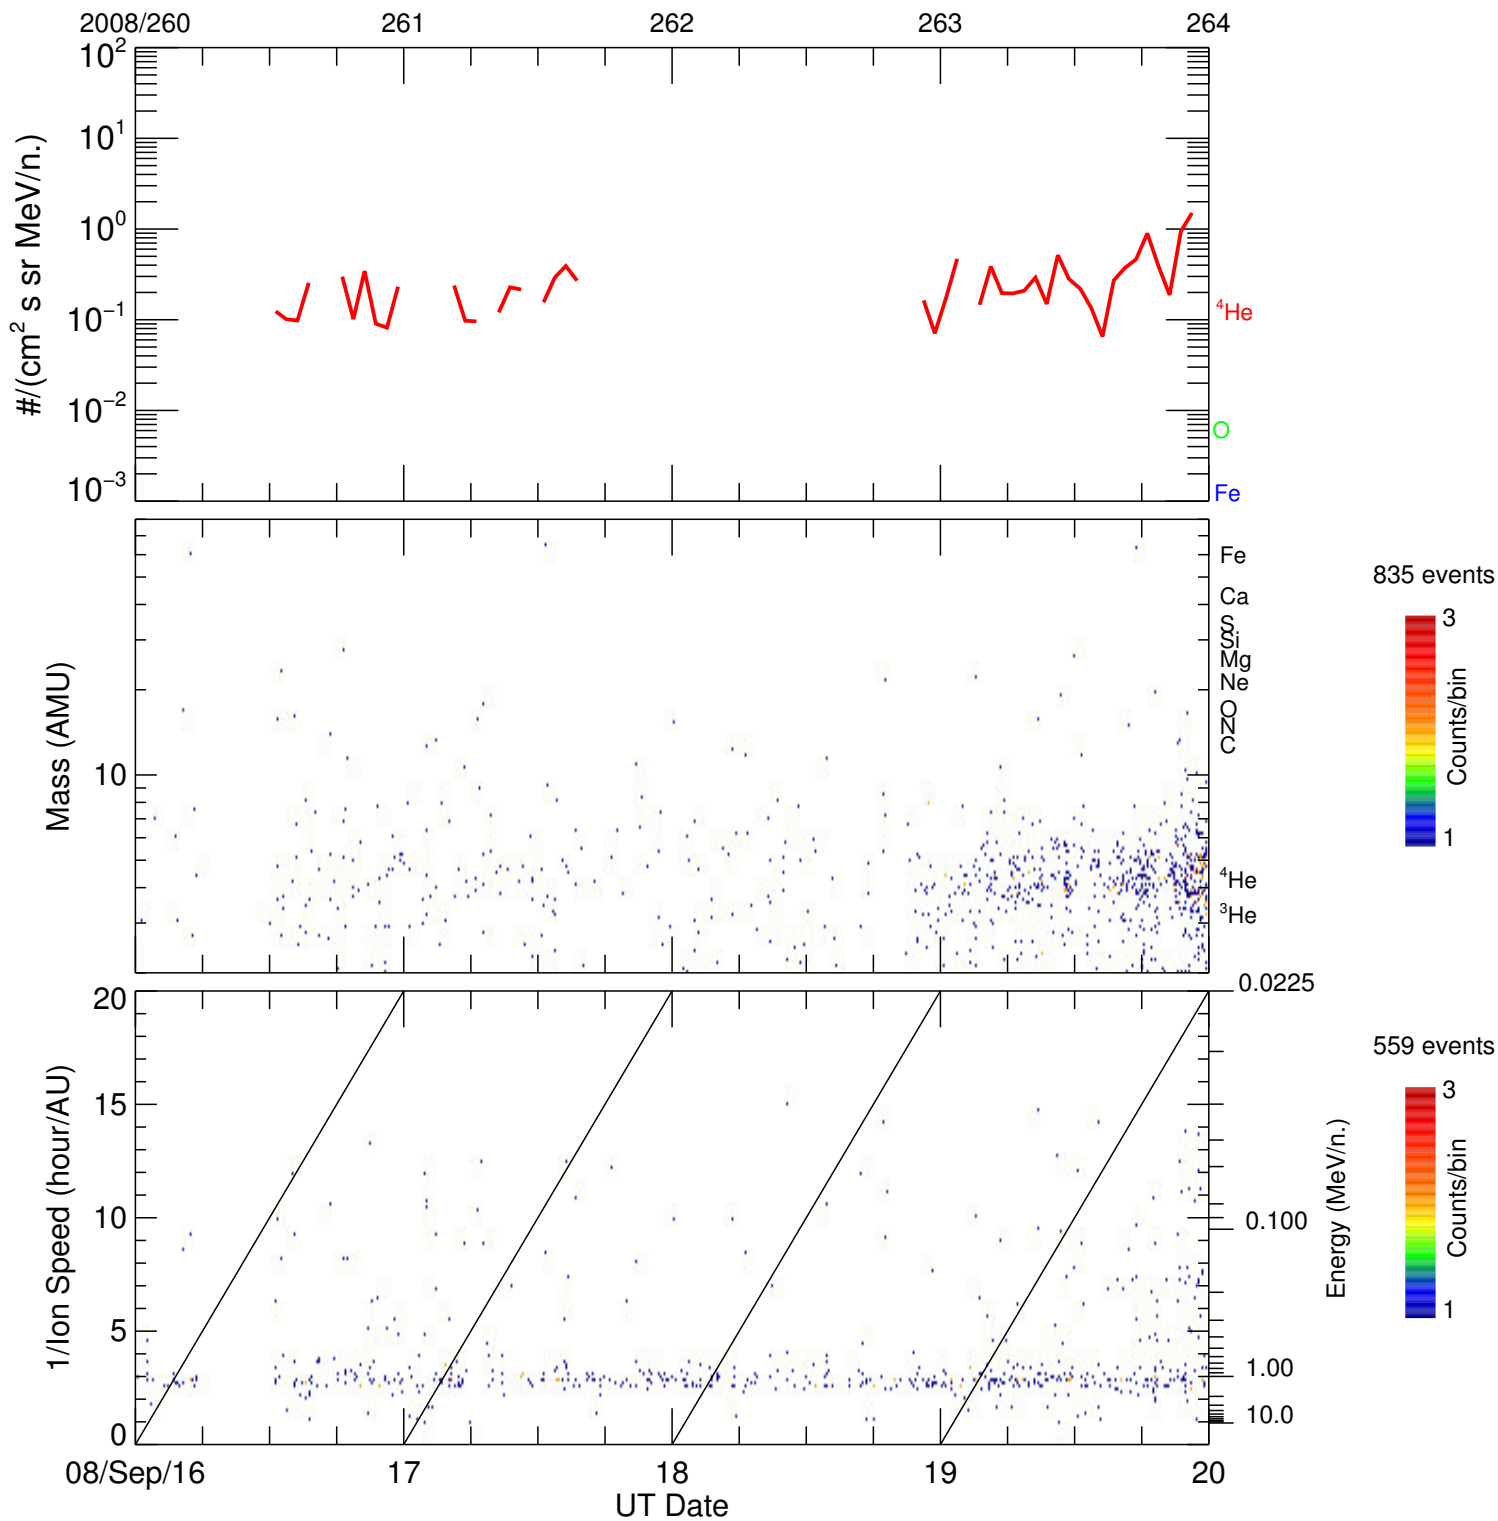 2008/260 261 262 263 264
10^2
10^1
10^0
10^-1
10^-2
10^-3
#/(cm^2 s sr MeV/n.)
^4He
O
Fe
Mass (AMU)
10
Fe
Ca
S
Si
Mg
Ne
O
N
C
^4He
^3He
835 events
3
Counts/bin
1
1/Ion Speed (hour/AU)
20
15
10
5
0
0.0225
0.100
1.00
10.0
Energy (MeV/n.)
559 events
3
Counts/bin
1
08/Sep/16 17 18 19 20
UT Date